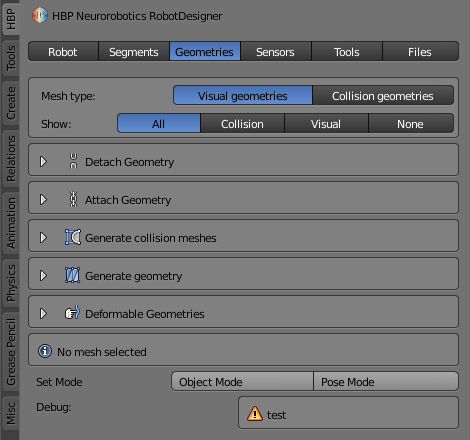 HBP Neurorobotics RobotDesigner
Robot Segments Geometries Sensors Tools Files
Mesh type: Visual geometries Collision geometries
Show: All Collision Visual None
Detach Geometry
Attach Geometry
Generate collision meshes
Generate geometry
Deformable Geometries
No mesh selected
Set Mode Object Mode Pose Mode
Debug: test
HBP
Tools
Create
Relations
Animation
Physics
Grease Pencil
Misc